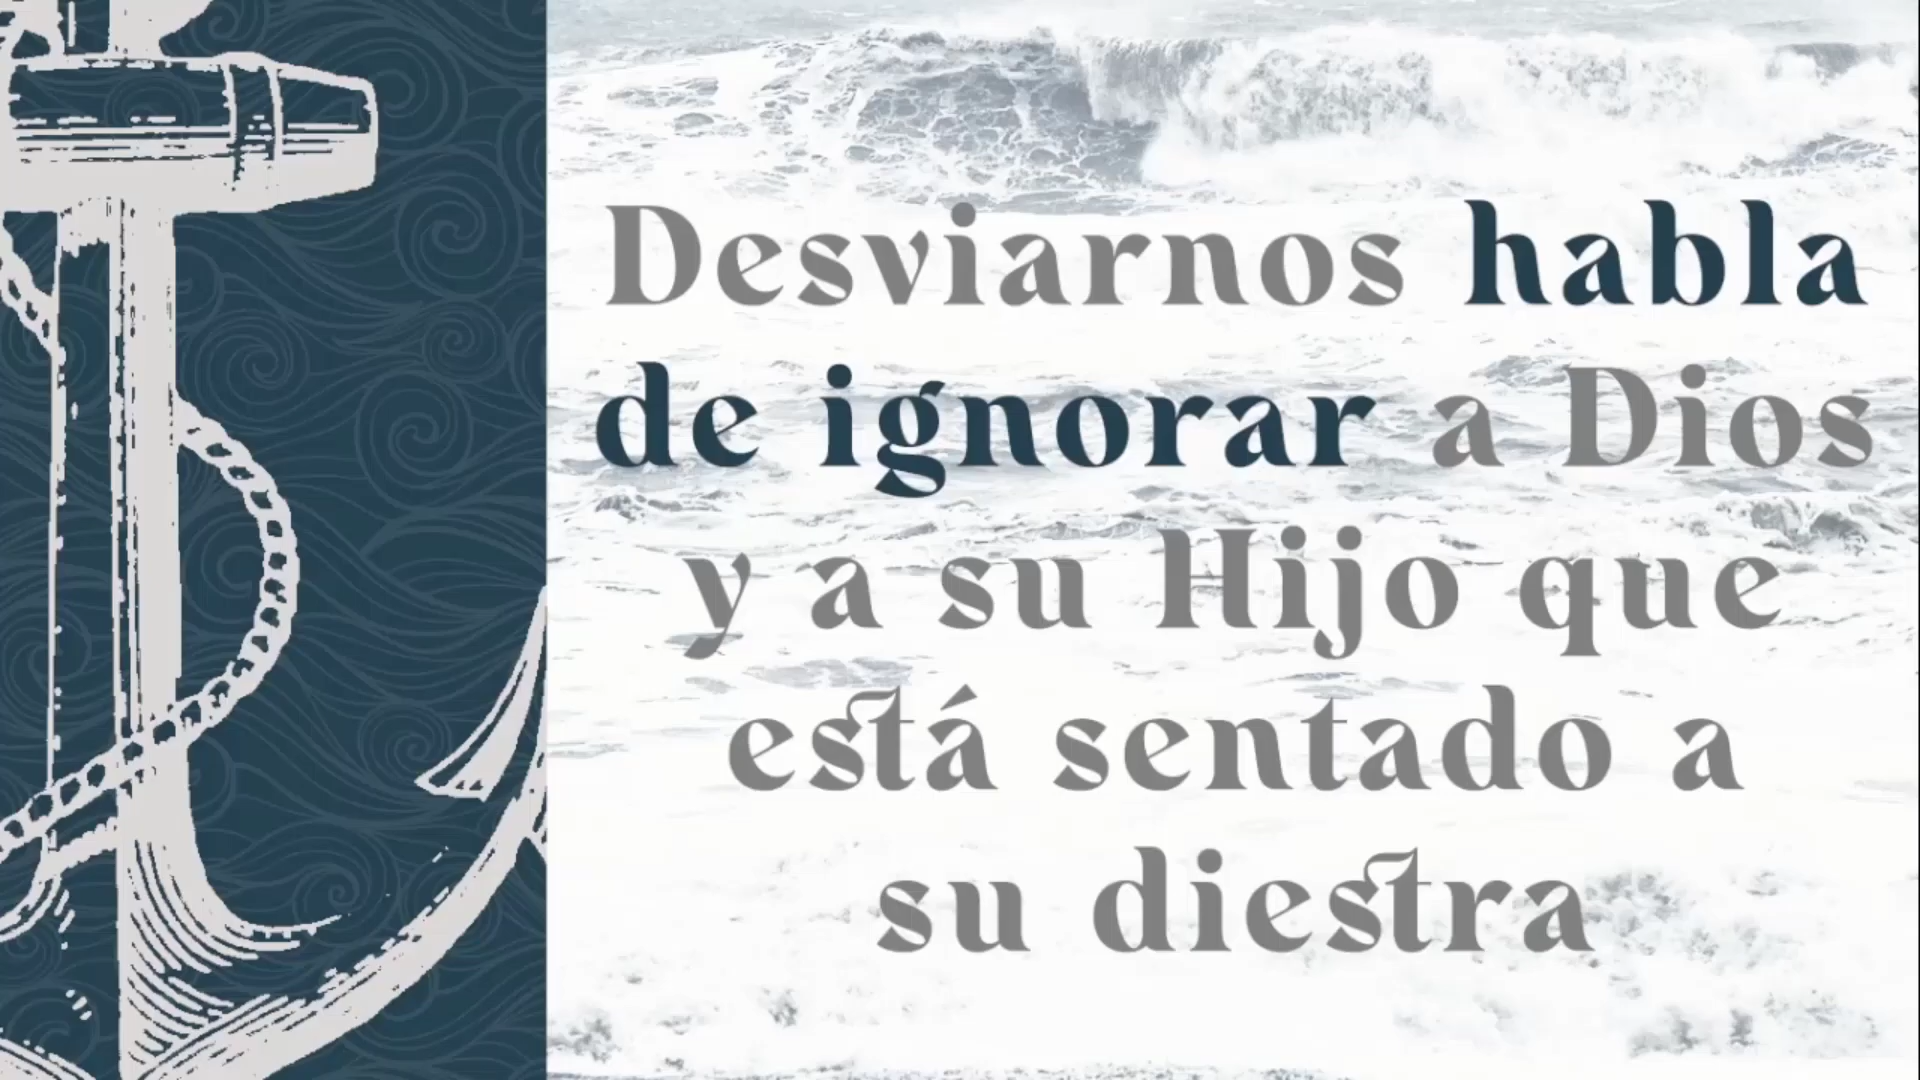 Desviarnos habla
de ignorar a Dios
y a su Hijo que
está sentado a
su diestra